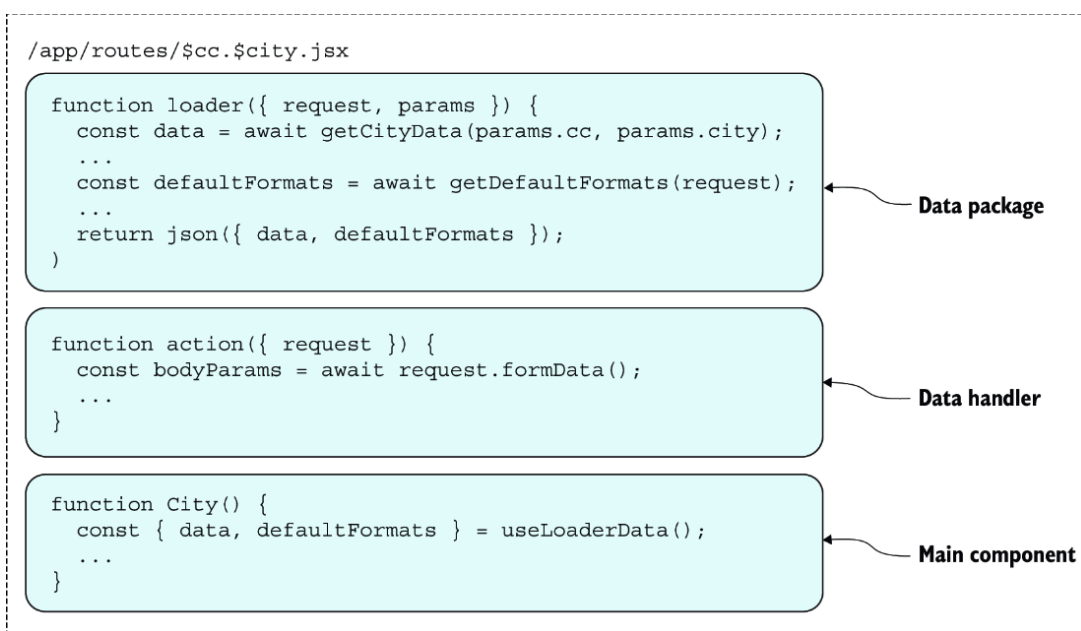 /app/routes/$cc.$city.jsx
function loader({ request, params }) {
  const data = await getCityData(params.cc, params.city);
  ...
  const defaultFormats = await getDefaultFormats(request);
  ...
  return json({ data, defaultFormats });
)
Data package
function action({ request }) {
  const bodyParams = await request.formData();
  ...
}
Data handler
function City() {
  const { data, defaultFormats } = useLoaderData();
  ...
}
Main component